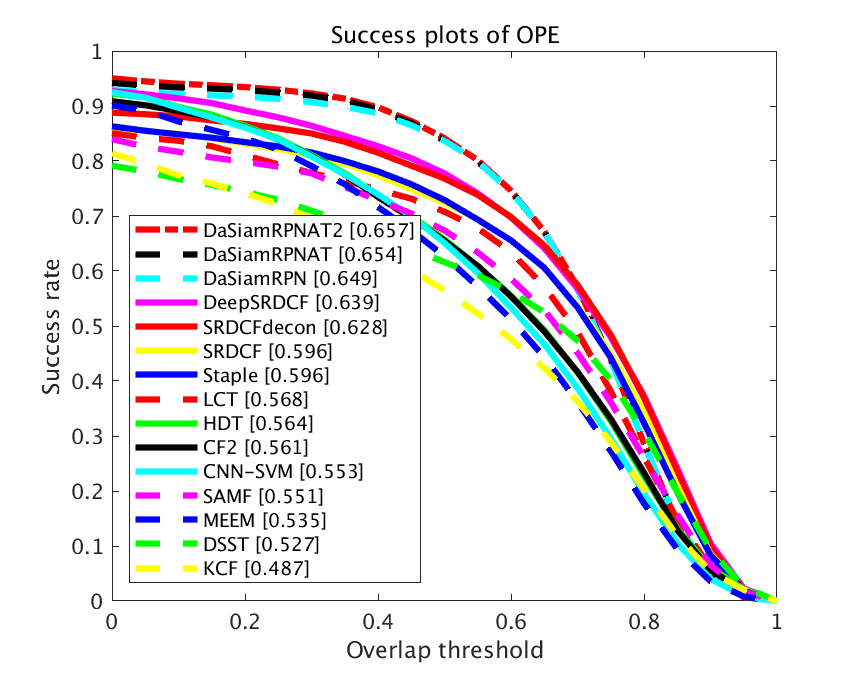 Success plots of OPE
1
0.9
0.8
0.7
0.6
0.5
0.4
0.3
0.2
0.1
0
Success rate
DaSiamRPNAT2 [0.657]
DaSiamRPNAT [0.654]
DaSiamRPN [0.649]
DeepSRDCF [0.639]
SRDCFdecon [0.628]
SRDCF [0.596]
Staple [0.596]
LCT [0.568]
HDT [0.564]
CF2 [0.561]
CNN-SVM [0.553]
SAMF [0.551]
MEEM [0.535]
DSST [0.527]
KCF [0.487]
0 0.2 0.4 0.6 0.8 1
Overlap threshold